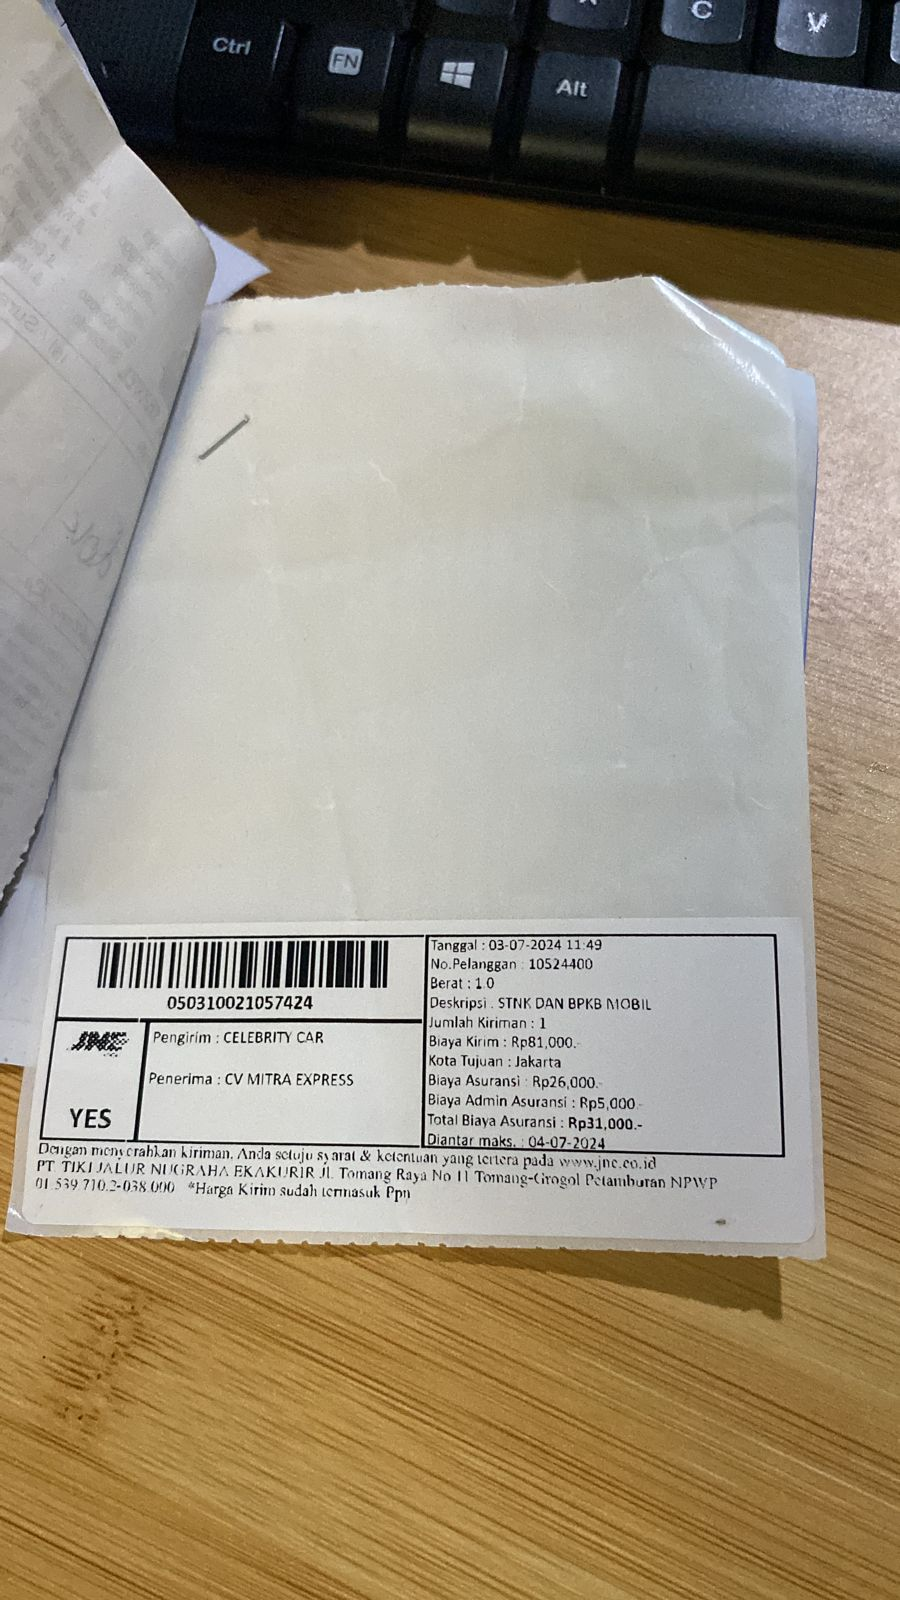 Ctrl
FN
Alt
C
V
050310021057424
JNE
YES
Pengirim : CELEBRITY CAR
Penerima : CV MITRA EXPRESS
Tanggal : 03-07-2024 11:49
No.Pelanggan : 10524400
Berat : 1.0
Deskripsi : STNK DAN BPKB MOBIL
Jumlah Kiriman : 1
Biaya Kirim : Rp81,000.-
Kota Tujuan : Jakarta
Biaya Asuransi : Rp26,000.-
Biaya Admin Asuransi : Rp5,000.-
Total Biaya Asuransi : Rp31,000.-
Diantar maks. : 04-07-2024
Dengan menyerahkan kiriman, Anda setuju syarat & ketentuan yang tertera pada www.jne.co.id
PT. TIKI JALUR NUGRAHA EKAKURIR Jl. Tomang Raya No 11 Tomang-Grogol Petamburan NPWP
01.539.710.2-038.000 *Harga Kirim sudah termasuk Ppn